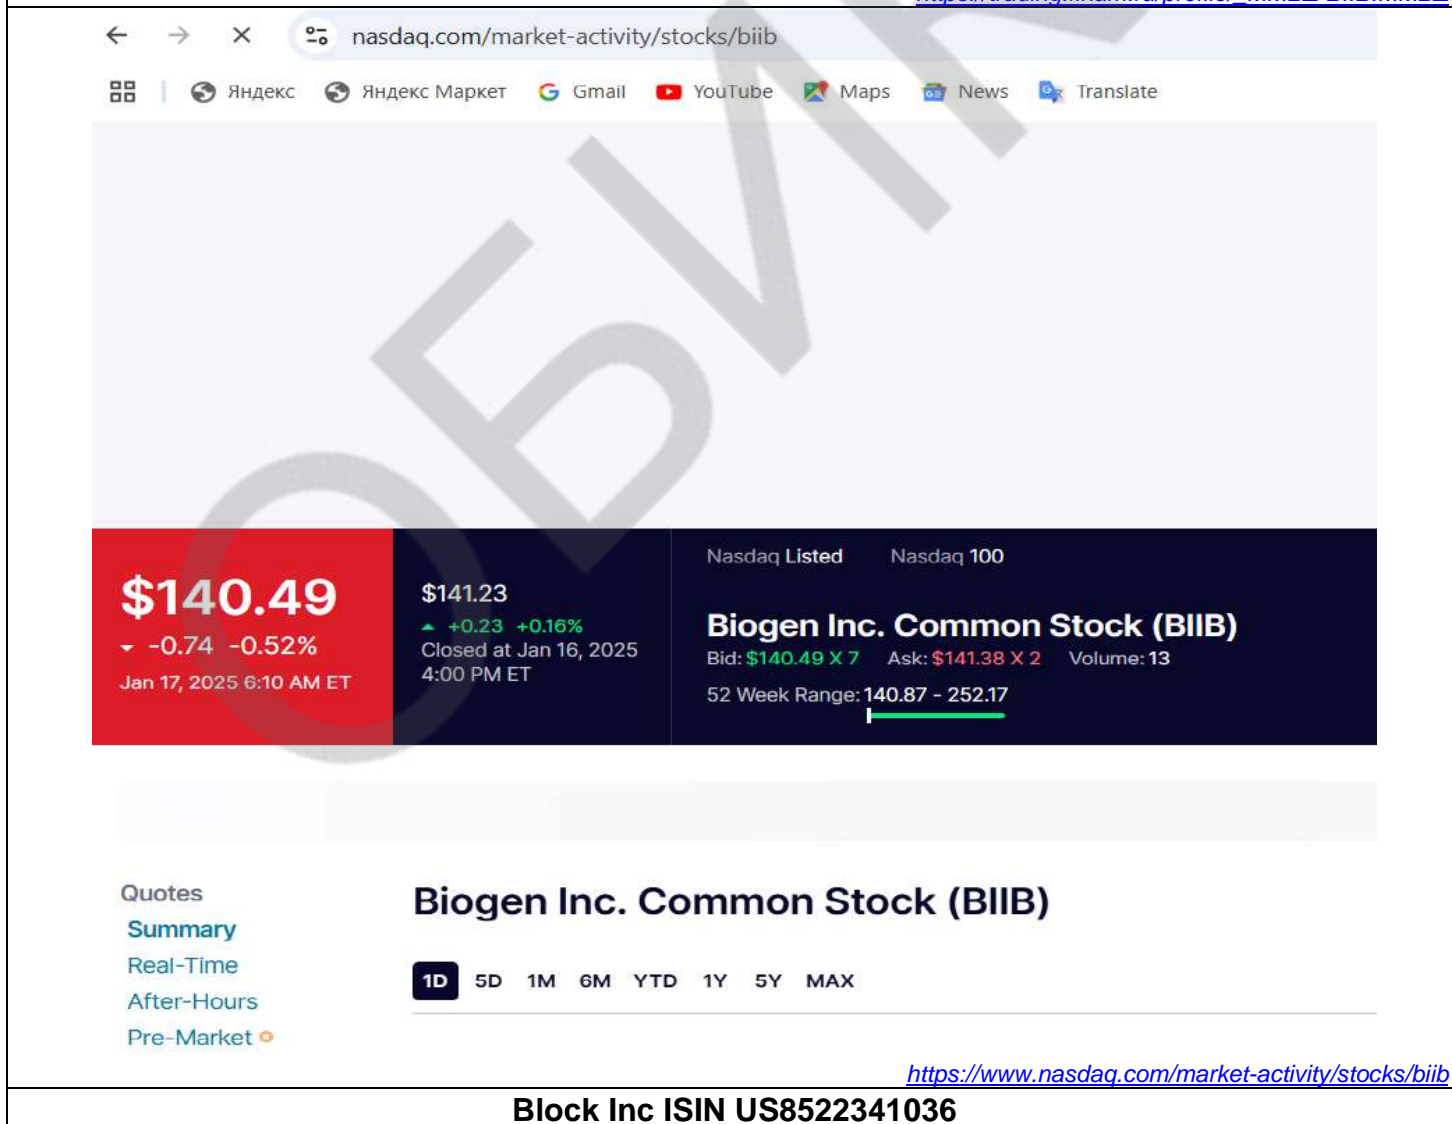 nasdaq.com/market-activity/stocks/biib
Яндекс Яндекс Маркет Gmail YouTube Maps News Translate
ОБИ
$140.49
-0.74 -0.52%
Jan 17, 2025 6:10 AM ET
$141.23
+0.23 +0.16%
Closed at Jan 16, 2025
4:00 PM ET
Nasdaq Listed Nasdaq 100
Biogen Inc. Common Stock (BIIB)
Bid: $140.49 X 7 Ask: $141.38 X 2 Volume: 13
52 Week Range: 140.87 - 252.17
Quotes
Summary
Real-Time
After-Hours
Pre-Market
Biogen Inc. Common Stock (BIIB)
1D 5D 1M 6M YTD 1Y 5Y MAX
https://www.nasdaq.com/market-activity/stocks/biib
Block Inc ISIN US8522341036